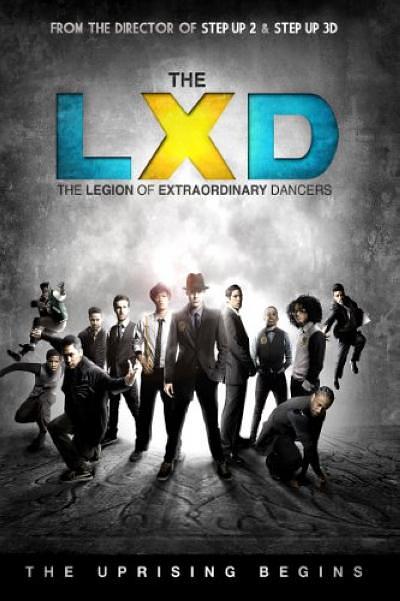 FROM THE DIRECTOR OF STEP UP 2 & STEP UP 3D
THE
LXD
THE LEGION OF EXTRAORDINARY DANCERS
THE UPRISING BEGINS